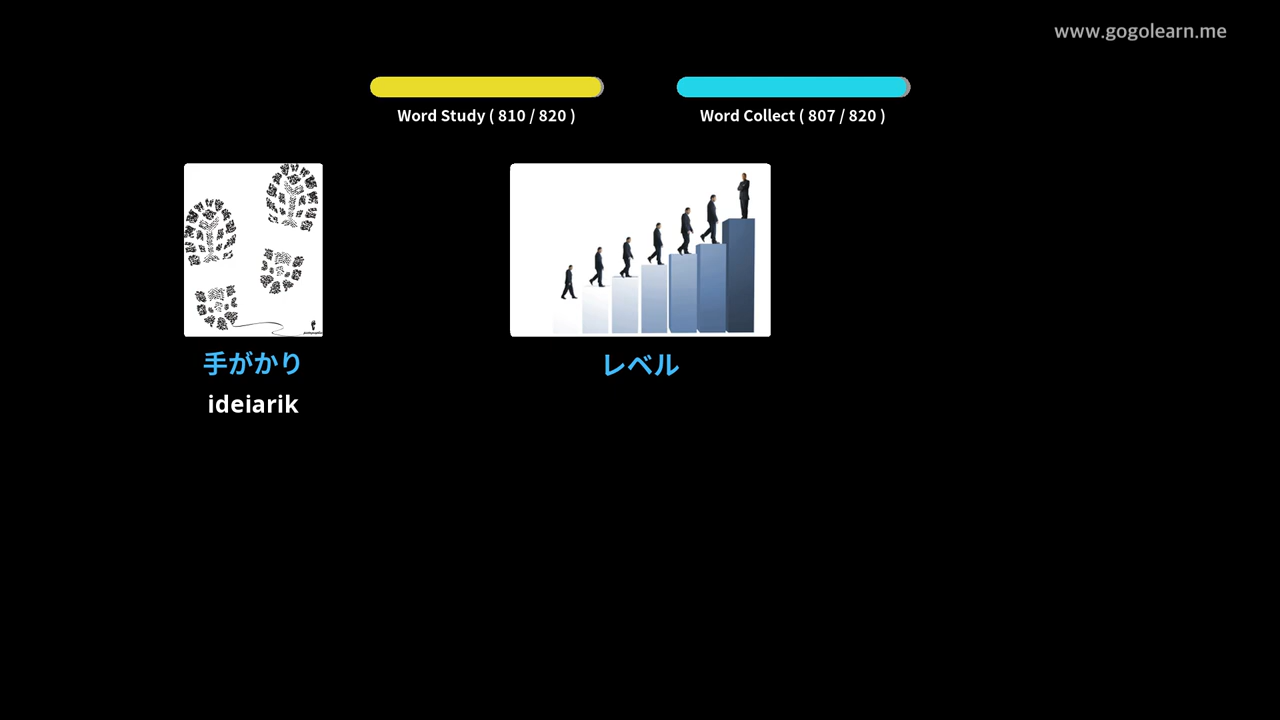 www.gogolearn.me
Word Study ( 810 / 820 )
Word Collect ( 807 / 820 )
手がかり
レベル
ideiarik